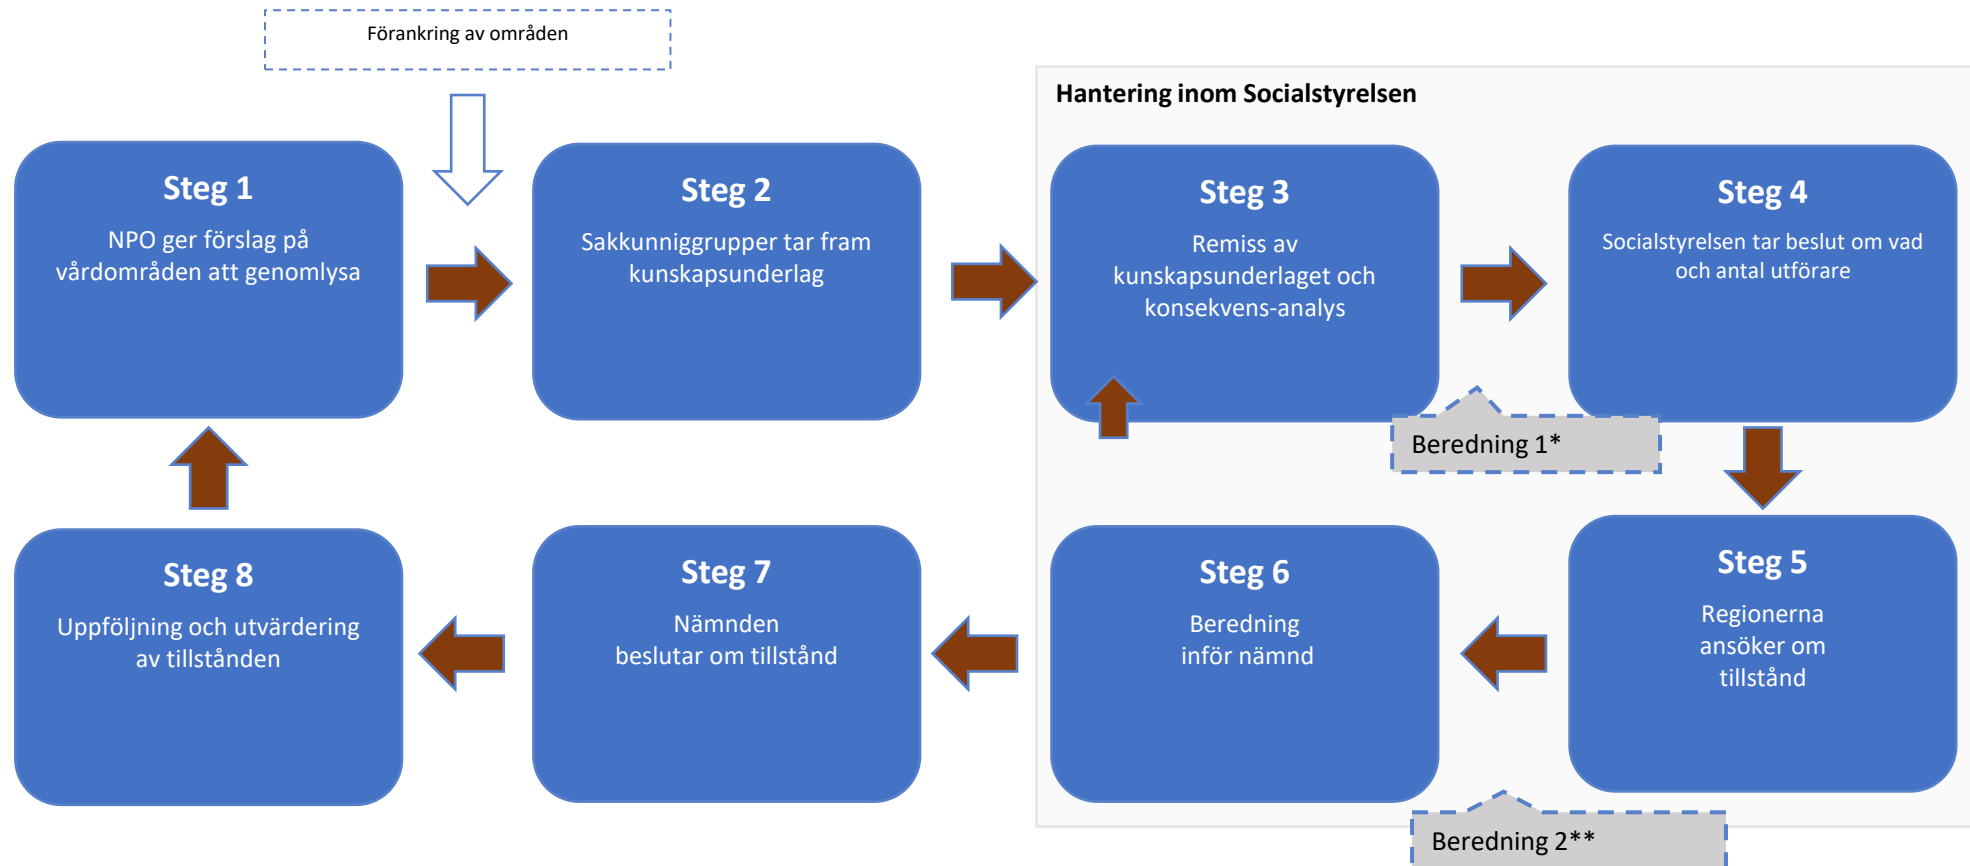 Förankring av områden
Hantering inom Socialstyrelsen
Steg 1
NPO ger förslag på
vårdområden att genomlysa
Steg 2
Sakkunniggrupper tar fram
kunskapsunderlag
Steg 3
Remiss av
kunskapsunderlaget och
konsekvens-analys
Steg 4
Socialstyrelsen tar beslut om vad
och antal utförare
Beredning 1*
Steg 8
Uppföljning och utvärdering
av tillstånden
Steg 7
Nämnden
beslutar om tillstånd
Steg 6
Beredning
inför nämnd
Steg 5
Regionerna
ansöker om
tillstånd
Beredning 2**